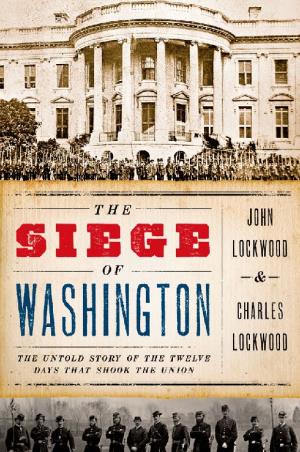 THE
SIEGE
OF
WASHINGTON
THE UNTOLD STORY OF THE TWELVE
DAYS THAT SHOOK THE UNION
JOHN
LOCKWOOD
&
CHARLES
LOCKWOOD